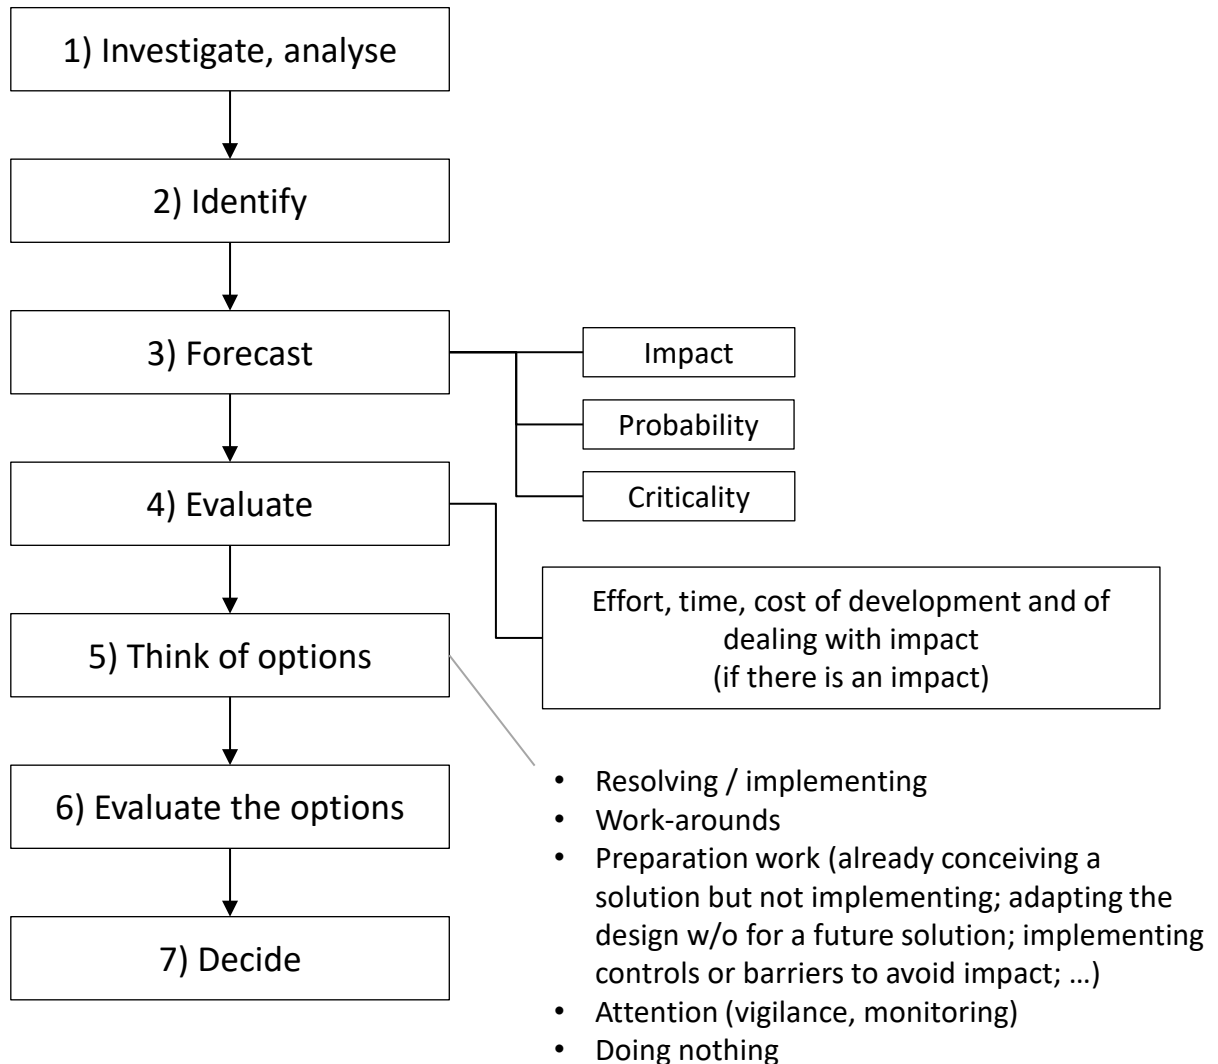 1) Investigate, analyse
2) Identify
3) Forecast
Impact
Probability
Criticality
4) Evaluate
Effort, time, cost of development and of
dealing with impact
(if there is an impact)
5) Think of options
• Resolving / implementing
• Work-arounds
• Preparation work (already conceiving a
solution but not implementing; adapting the
design w/o for a future solution; implementing
controls or barriers to avoid impact; …)
• Attention (vigilance, monitoring)
• Doing nothing
6) Evaluate the options
7) Decide